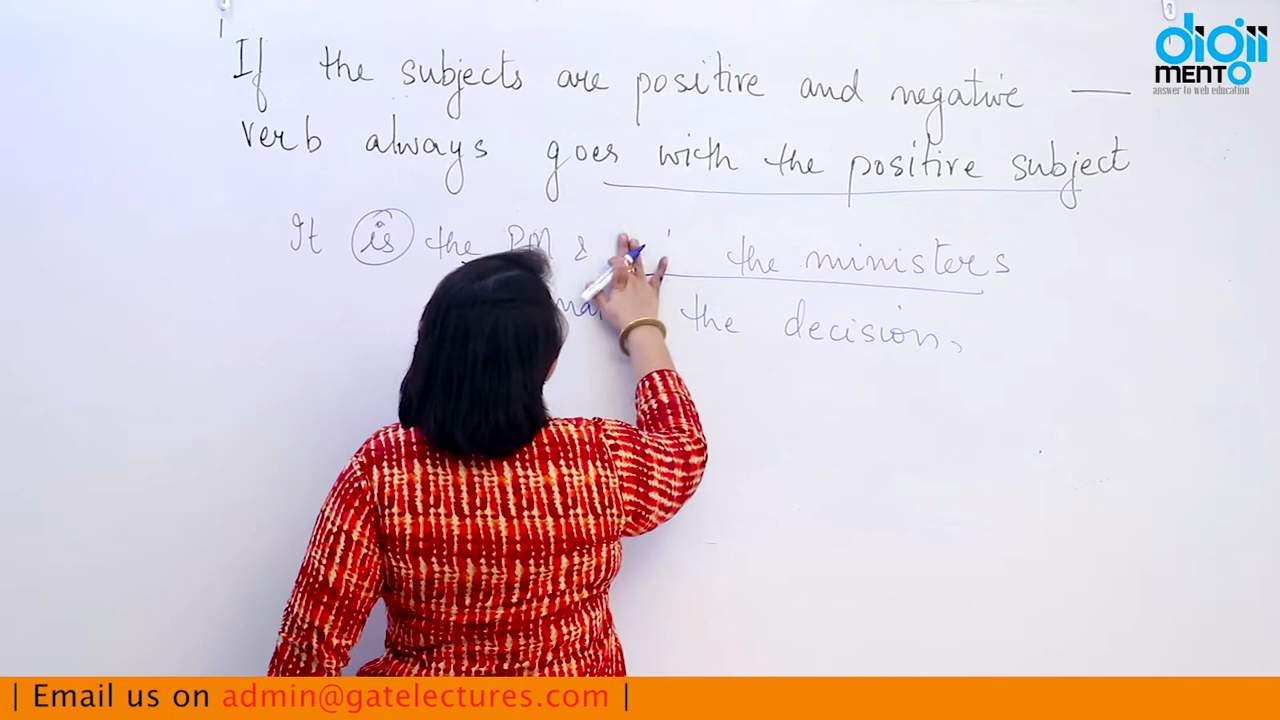 If the subjects are positive and negative —
verb always goes with the positive subject
It is the PM & the ministers
the decision,
digii
MENTO
answer to web education
| Email us on admin@gatelectures.com |